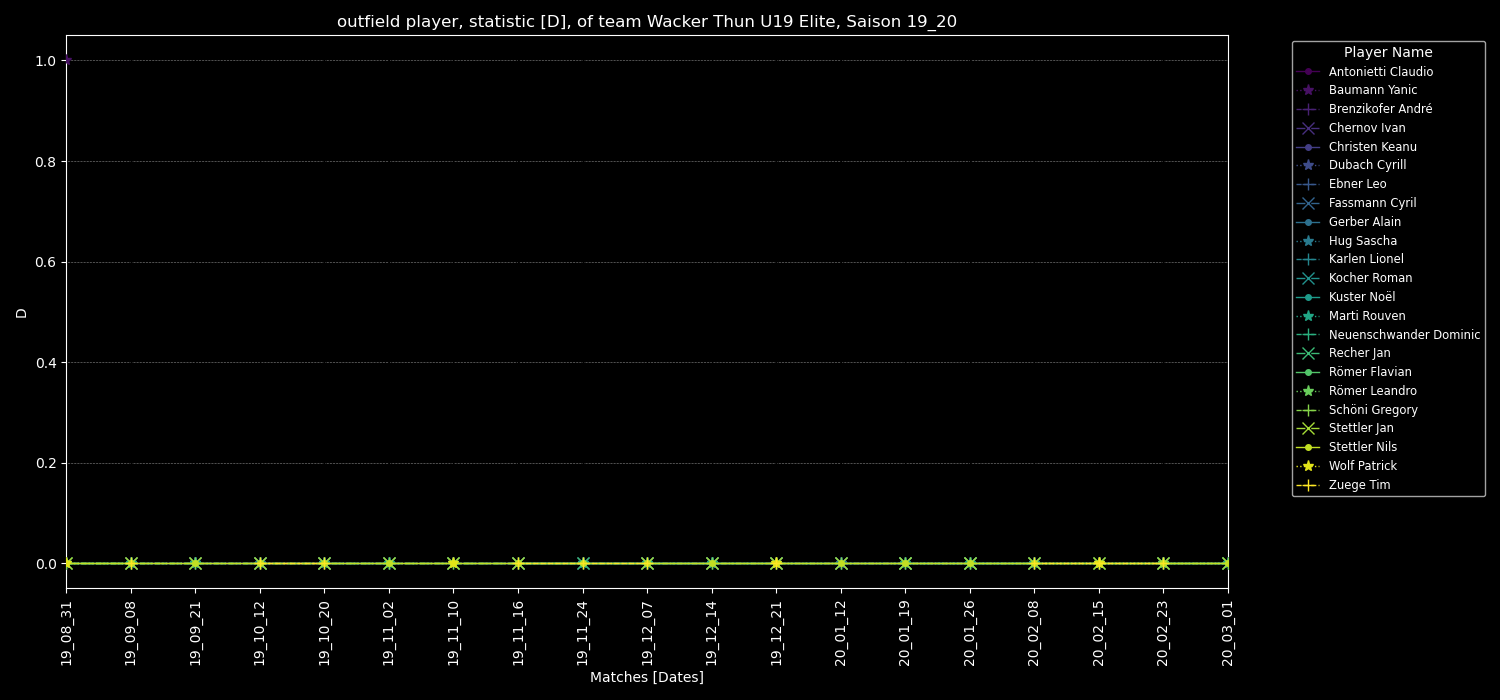 outfield player, statistic [D], of team Wacker Thun U19 Elite, Saison 19_20
1.0
0.8
0.6
0.4
0.2
0.0
D
19_08_31
19_09_08
19_09_21
19_10_12
19_10_20
19_11_02
19_11_10
19_11_16
19_11_24
19_12_07
19_12_14
19_12_21
20_01_12
20_01_19
20_01_26
20_02_08
20_02_15
20_02_23
20_03_01
Matches [Dates]
Player Name
Antonietti Claudio
Baumann Yanic
Brenzikofer André
Chernov Ivan
Christen Keanu
Dubach Cyrill
Ebner Leo
Fassmann Cyril
Gerber Alain
Hug Sascha
Karlen Lionel
Kocher Roman
Kuster Noël
Marti Rouven
Neuenschwander Dominic
Recher Jan
Römer Flavian
Römer Leandro
Schöni Gregory
Stettler Jan
Stettler Nils
Wolf Patrick
Zuege Tim